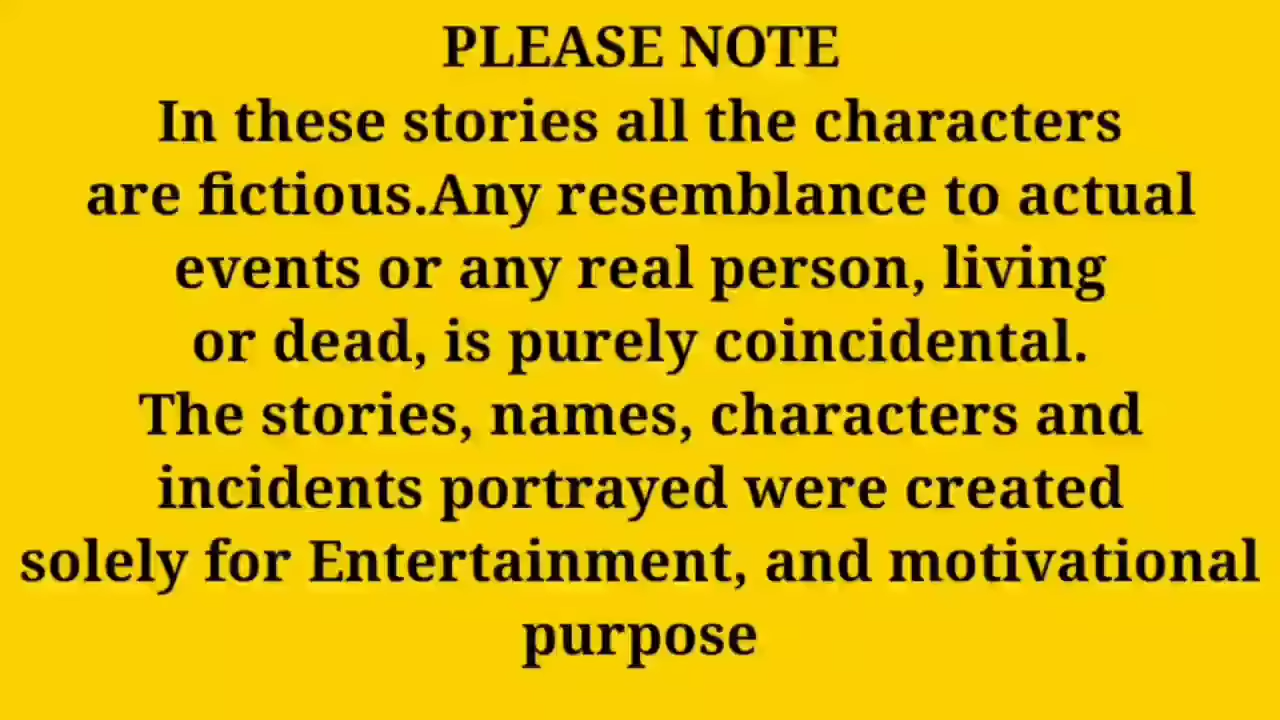 PLEASE NOTE
In these stories all the characters
are fictious.Any resemblance to actual
events or any real person, living
or dead, is purely coincidental.
The stories, names, characters and
incidents portrayed were created
solely for Entertainment, and motivational
purpose